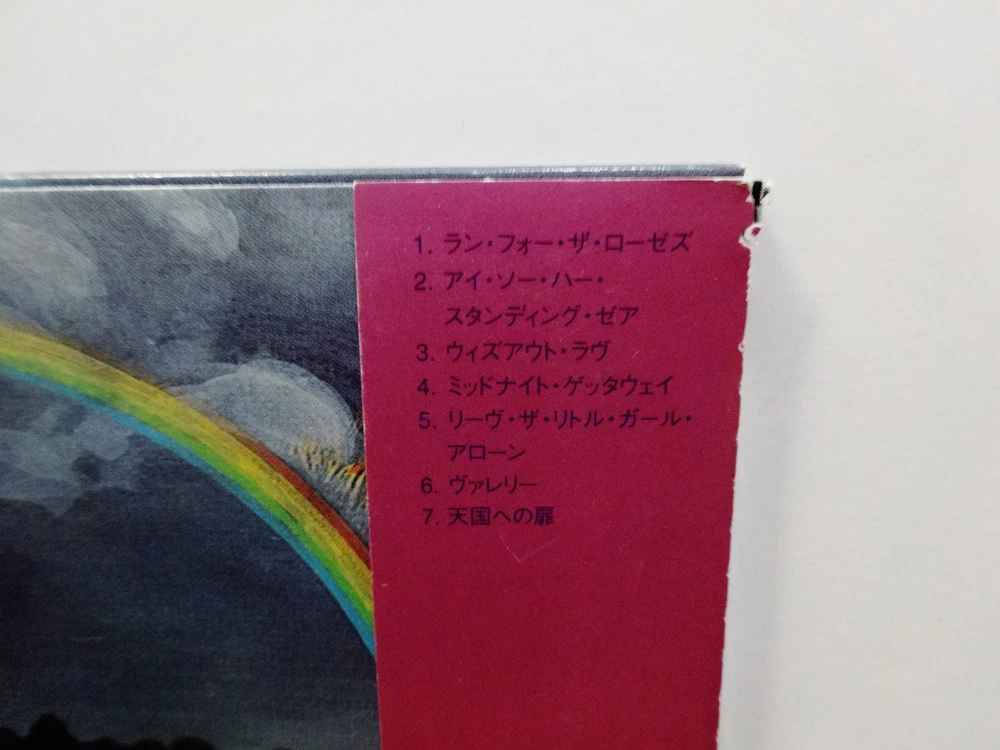 1. ラン・フォー・ザ・ローゼズ
2. アイ・ソー・ハー・
スタンディング・ゼア
3. ウィズアウト・ラヴ
4. ミッドナイト・ゲッタウェイ
5. リーヴ・ザ・リトル・ガール・
アローン
6. ヴァレリー
7. 天国への扉